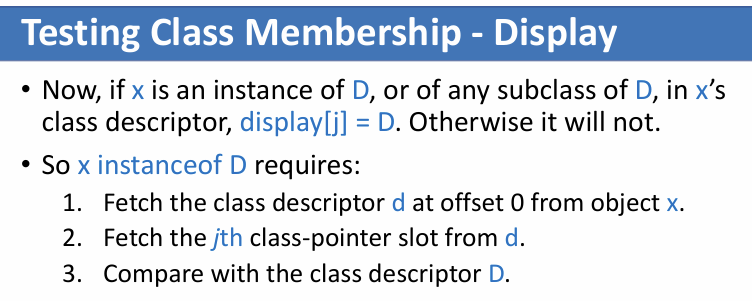 Testing Class Membership - Display
• Now, if x is an instance of D, or of any subclass of D, in x’s
class descriptor, display[j] = D. Otherwise it will not.
• So x instanceof D requires:
1. Fetch the class descriptor d at offset 0 from object x.
2. Fetch the jth class-pointer slot from d.
3. Compare with the class descriptor D.